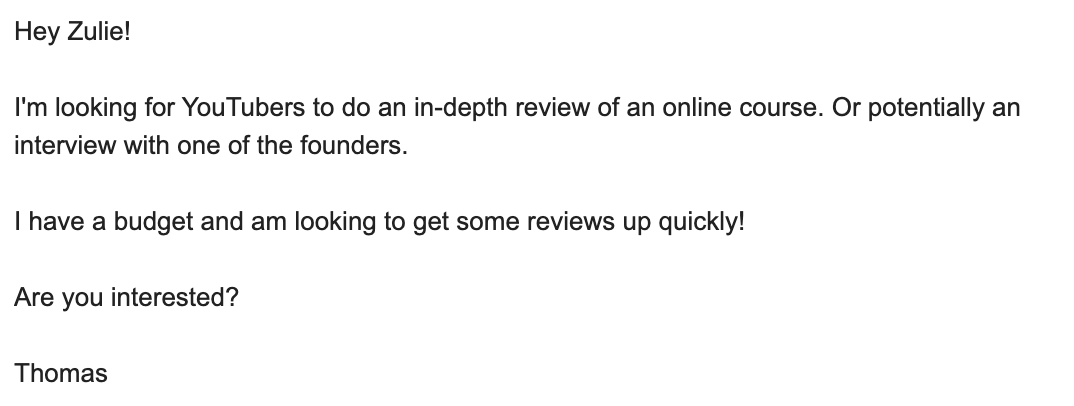 Hey Zulie!
I'm looking for YouTubers to do an in-depth review of an online course. Or potentially an
interview with one of the founders.
I have a budget and am looking to get some reviews up quickly!
Are you interested?
Thomas